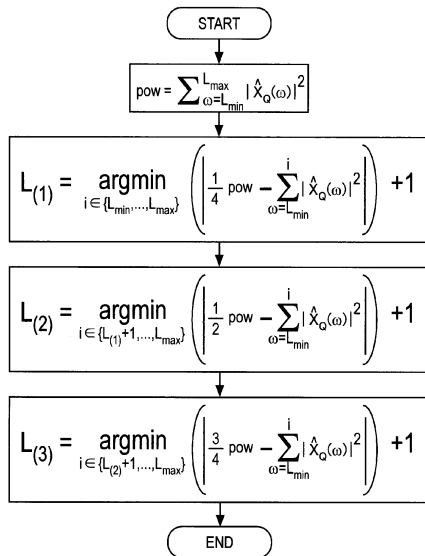 START
pow = ∑_{ω=L_min}^{L_max} |X̂_Q(ω)|²
L_(1) = argmin_{i∈{L_min,...,L_max}} (|1/4 pow − ∑_{ω=L_min}^{i} |X̂_Q(ω)|²|) +1
L_(2) = argmin_{i∈{L_(1)+1,...,L_max}} (|1/2 pow − ∑_{ω=L_min}^{i} |X̂_Q(ω)|²|) +1
L_(3) = argmin_{i∈{L_(2)+1,...,L_max}} (|3/4 pow − ∑_{ω=L_min}^{i} |X̂_Q(ω)|²|) +1
END